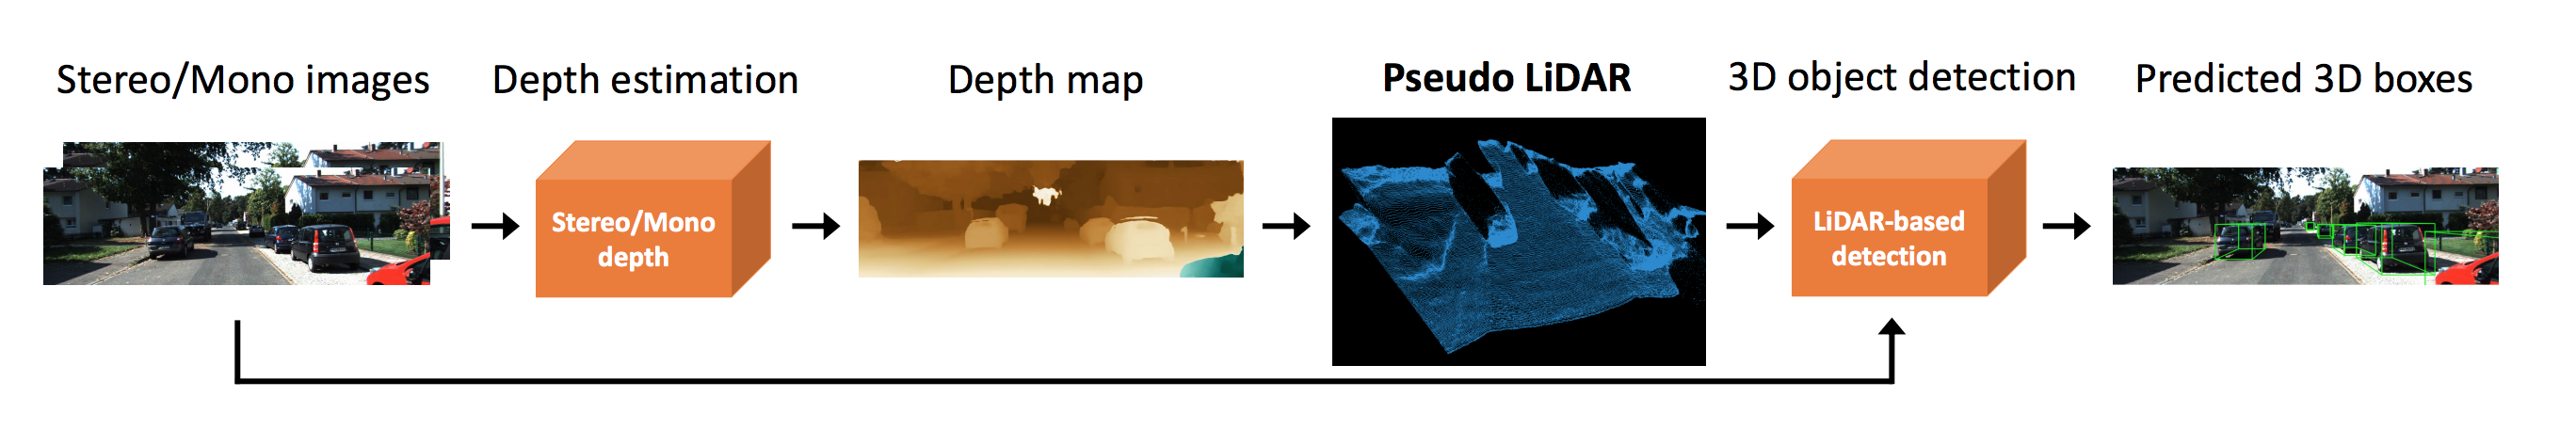 Stereo/Mono images
Depth estimation
Depth map
Pseudo LiDAR
3D object detection
Predicted 3D boxes
Stereo/Mono
depth
LiDAR-based
detection